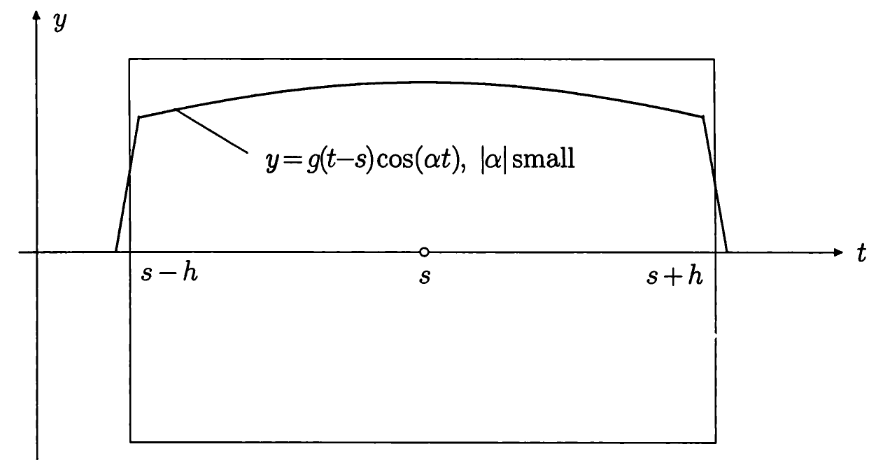 y
y=g(t−s)cos(αt), |α| small
t
s−h
s
s+h